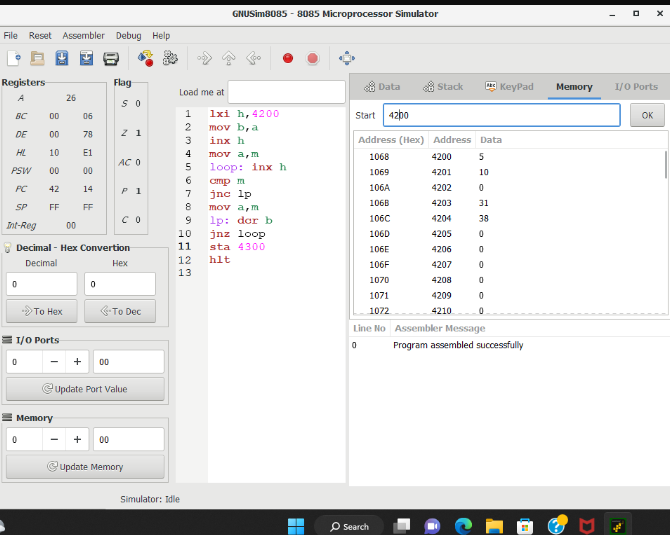 GNUSim8085 - 8085 Microprocessor Simulator
File Reset Assembler Debug Help
Registers
A 26
BC 00 06
DE 00 78
HL 10 E1
PSW 00 00
PC 42 14
SP FF FF
Int-Reg 00
Flag
S 0
Z 1
AC 0
P 1
C 0
Decimal - Hex Convertion
Decimal Hex
0 0
To Hex To Dec
I/O Ports
0 − + 00
Update Port Value
Memory
0 − + 00
Update Memory
Load me at
1 lxi h,4200
2 mov b,a
3 inx h
4 mov a,m
5 loop: inx h
6 cmp m
7 jnc lp
8 mov a,m
9 lp: dcr b
10 jnz loop
11 sta 4300
12 hlt
13
Data Stack KeyPad Memory I/O Ports
Start 4200 OK
Address (Hex) Address Data
1068 4200 5
1069 4201 10
106A 4202 0
106B 4203 31
106C 4204 38
106D 4205 0
106E 4206 0
106F 4207 0
1070 4208 0
1071 4209 0
1072 4210 0
Line No Assembler Message
0 Program assembled successfully
Simulator: Idle
Search